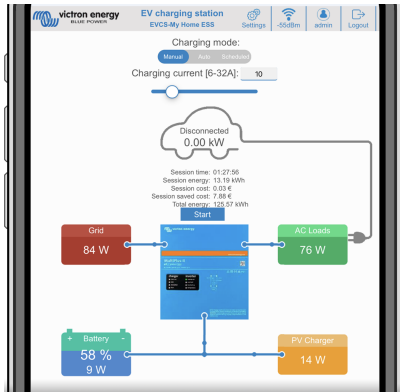 victron energy
BLUE POWER
EV charging station
EVCS-My Home ESS
Settings
-55dBm
admin
Logout
Charging mode:
Manual
Auto
Scheduled
Charging current [6-32A]:
10
Disconnected
0.00 kW
Session time: 01:27:56
Session energy: 13.19 kWh
Session cost: 0.03 €
Session saved cost: 7.88 €
Total energy: 125.57 kWh
Start
Grid
84 W
victron energy
AC Loads
76 W
+ Battery -
58 %
9 W
PV Charger
14 W